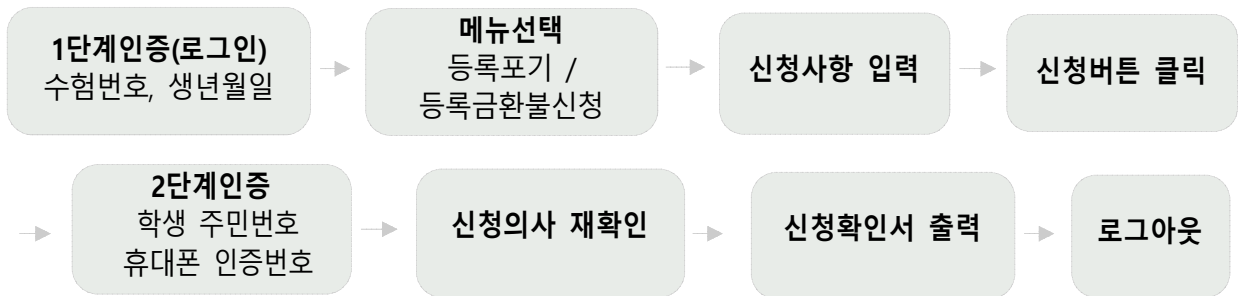 1단계인증(로그인)
수험번호, 생년월일
메뉴선택
등록포기 /
등록금환불신청
신청사항 입력
신청버튼 클릭
2단계인증
학생 주민번호
휴대폰 인증번호
신청의사 재확인
신청확인서 출력
로그아웃